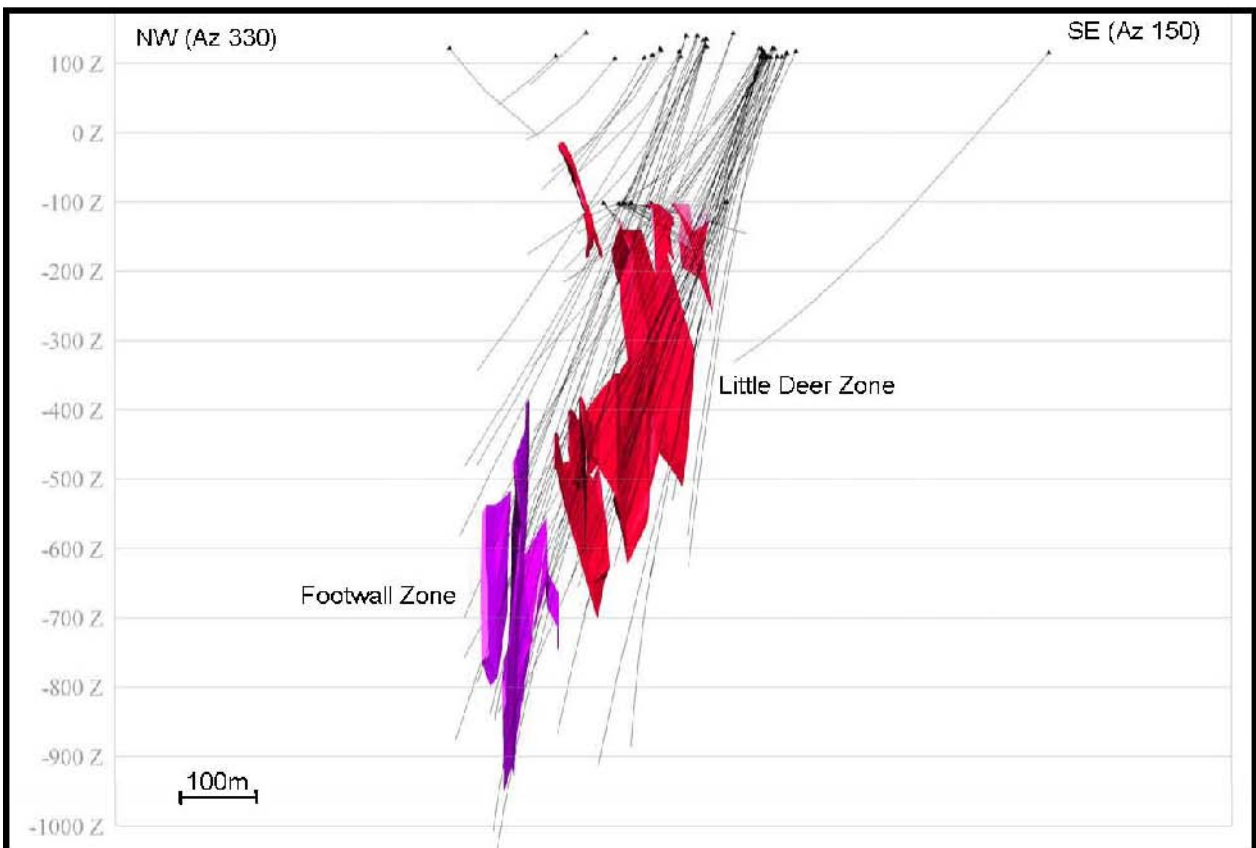 NW (Az 330)
SE (Az 150)
100 Z
0 Z
-100 Z
-200 Z
-300 Z
Little Deer Zone
-400 Z
-500 Z
-600 Z
Footwall Zone
-700 Z
-800 Z
-900 Z
100m
-1000 Z